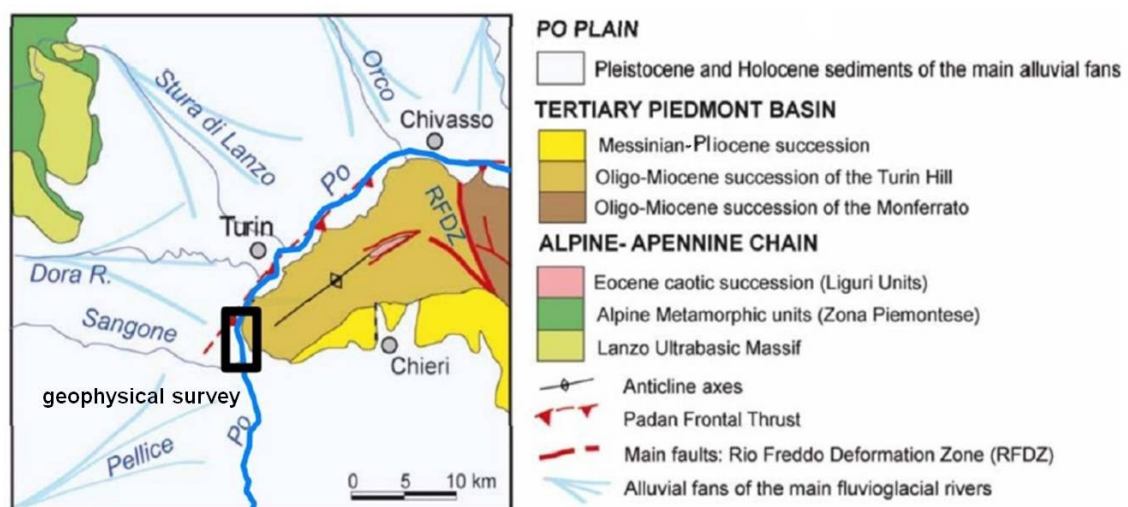 Stura di Lanzo
Orco
Chivasso
Po
RFDZ
Turin
Dora R.
Sangone
Chieri
geophysical survey
Po
Pellice
0 5 10 km
PO PLAIN
Pleistocene and Holocene sediments of the main alluvial fans
TERTIARY PIEDMONT BASIN
Messinian-Pliocene succession
Oligo-Miocene succession of the Turin Hill
Oligo-Miocene succession of the Monferrato
ALPINE- APENNINE CHAIN
Eocene caotic succession (Liguri Units)
Alpine Metamorphic units (Zona Piemontese)
Lanzo Ultrabasic Massif
Anticline axes
Padan Frontal Thrust
Main faults: Rio Freddo Deformation Zone (RFDZ)
Alluvial fans of the main fluvioglacial rivers